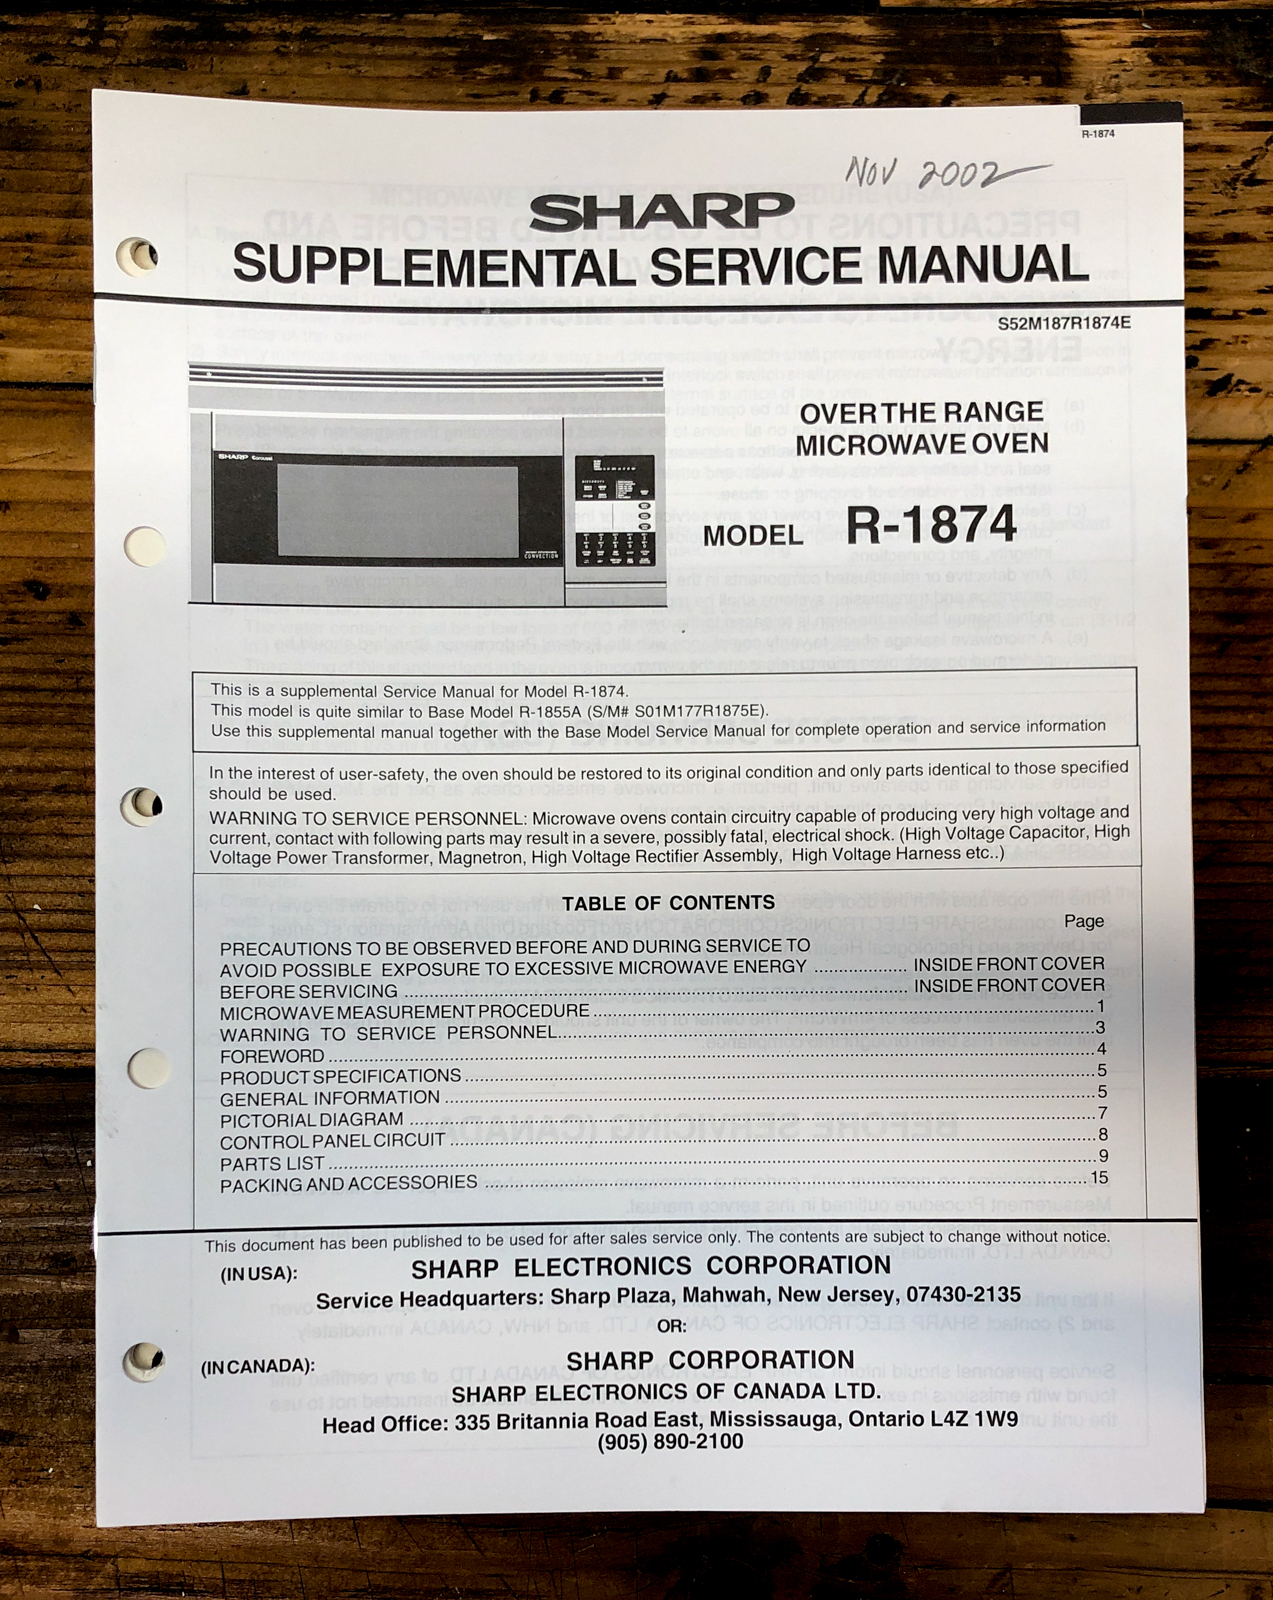 R-1874
Nov 2002
SHARP
SUPPLEMENTAL SERVICE MANUAL
S52M187R1874E
SHARP Carousel
CONVECTION
OVER THE RANGE
MICROWAVE OVEN
MODEL R-1874
This is a supplemental Service Manual for Model R-1874.
This model is quite similar to Base Model R-1855A (S/M# S01M177R1875E).
Use this supplemental manual together with the Base Model Service Manual for complete operation and service information
In the interest of user-safety, the oven should be restored to its original condition and only parts identical to those specified
should be used.
WARNING TO SERVICE PERSONNEL: Microwave ovens contain circuitry capable of producing very high voltage and
current, contact with following parts may result in a severe, possibly fatal, electrical shock. (High Voltage Capacitor, High
Voltage Power Transformer, Magnetron, High Voltage Rectifier Assembly, High Voltage Harness etc..)
TABLE OF CONTENTS
Page
PRECAUTIONS TO BE OBSERVED BEFORE AND DURING SERVICE TO
AVOID POSSIBLE EXPOSURE TO EXCESSIVE MICROWAVE ENERGY ................... INSIDE FRONT COVER
BEFORE SERVICING ................... INSIDE FRONT COVER
MICROWAVE MEASUREMENT PROCEDURE ................... 1
WARNING TO SERVICE PERSONNEL ................... 3
FOREWORD ................... 4
PRODUCT SPECIFICATIONS ................... 5
GENERAL INFORMATION ................... 5
PICTORIAL DIAGRAM ................... 7
CONTROL PANEL CIRCUIT ................... 8
PARTS LIST ................... 9
PACKING AND ACCESSORIES ................... 15
This document has been published to be used for after sales service only. The contents are subject to change without notice.
(IN USA): SHARP ELECTRONICS CORPORATION
Service Headquarters: Sharp Plaza, Mahwah, New Jersey, 07430-2135
OR:
(IN CANADA): SHARP CORPORATION
SHARP ELECTRONICS OF CANADA LTD.
Head Office: 335 Britannia Road East, Mississauga, Ontario L4Z 1W9
(905) 890-2100